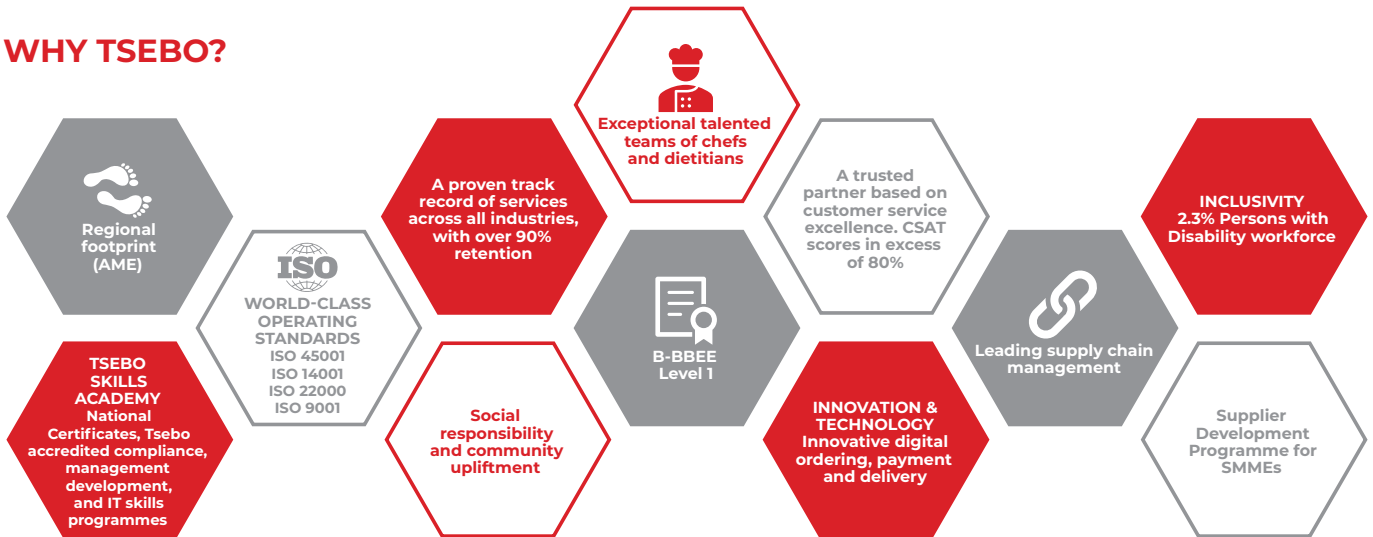 WHY TSEBO?
Exceptional talented
teams of chefs
and dietitians
Regional
footprint
(AME)
A proven track
record of services
across all industries,
with over 90%
retention
A trusted
partner based on
customer service
excellence. CSAT
scores in excess
of 80%
INCLUSIVITY
2.3% Persons with
Disability workforce
ISO
WORLD-CLASS
OPERATING
STANDARDS
ISO 45001
ISO 14001
ISO 22000
ISO 9001
B-BBEE
Level 1
Leading supply chain
management
TSEBO
SKILLS
ACADEMY
National
Certificates, Tsebo
accredited compliance,
management
development,
and IT skills
programmes
Social
responsibility
and community
upliftment
INNOVATION &
TECHNOLOGY
Innovative digital
ordering, payment
and delivery
Supplier
Development
Programme for
SMMEs